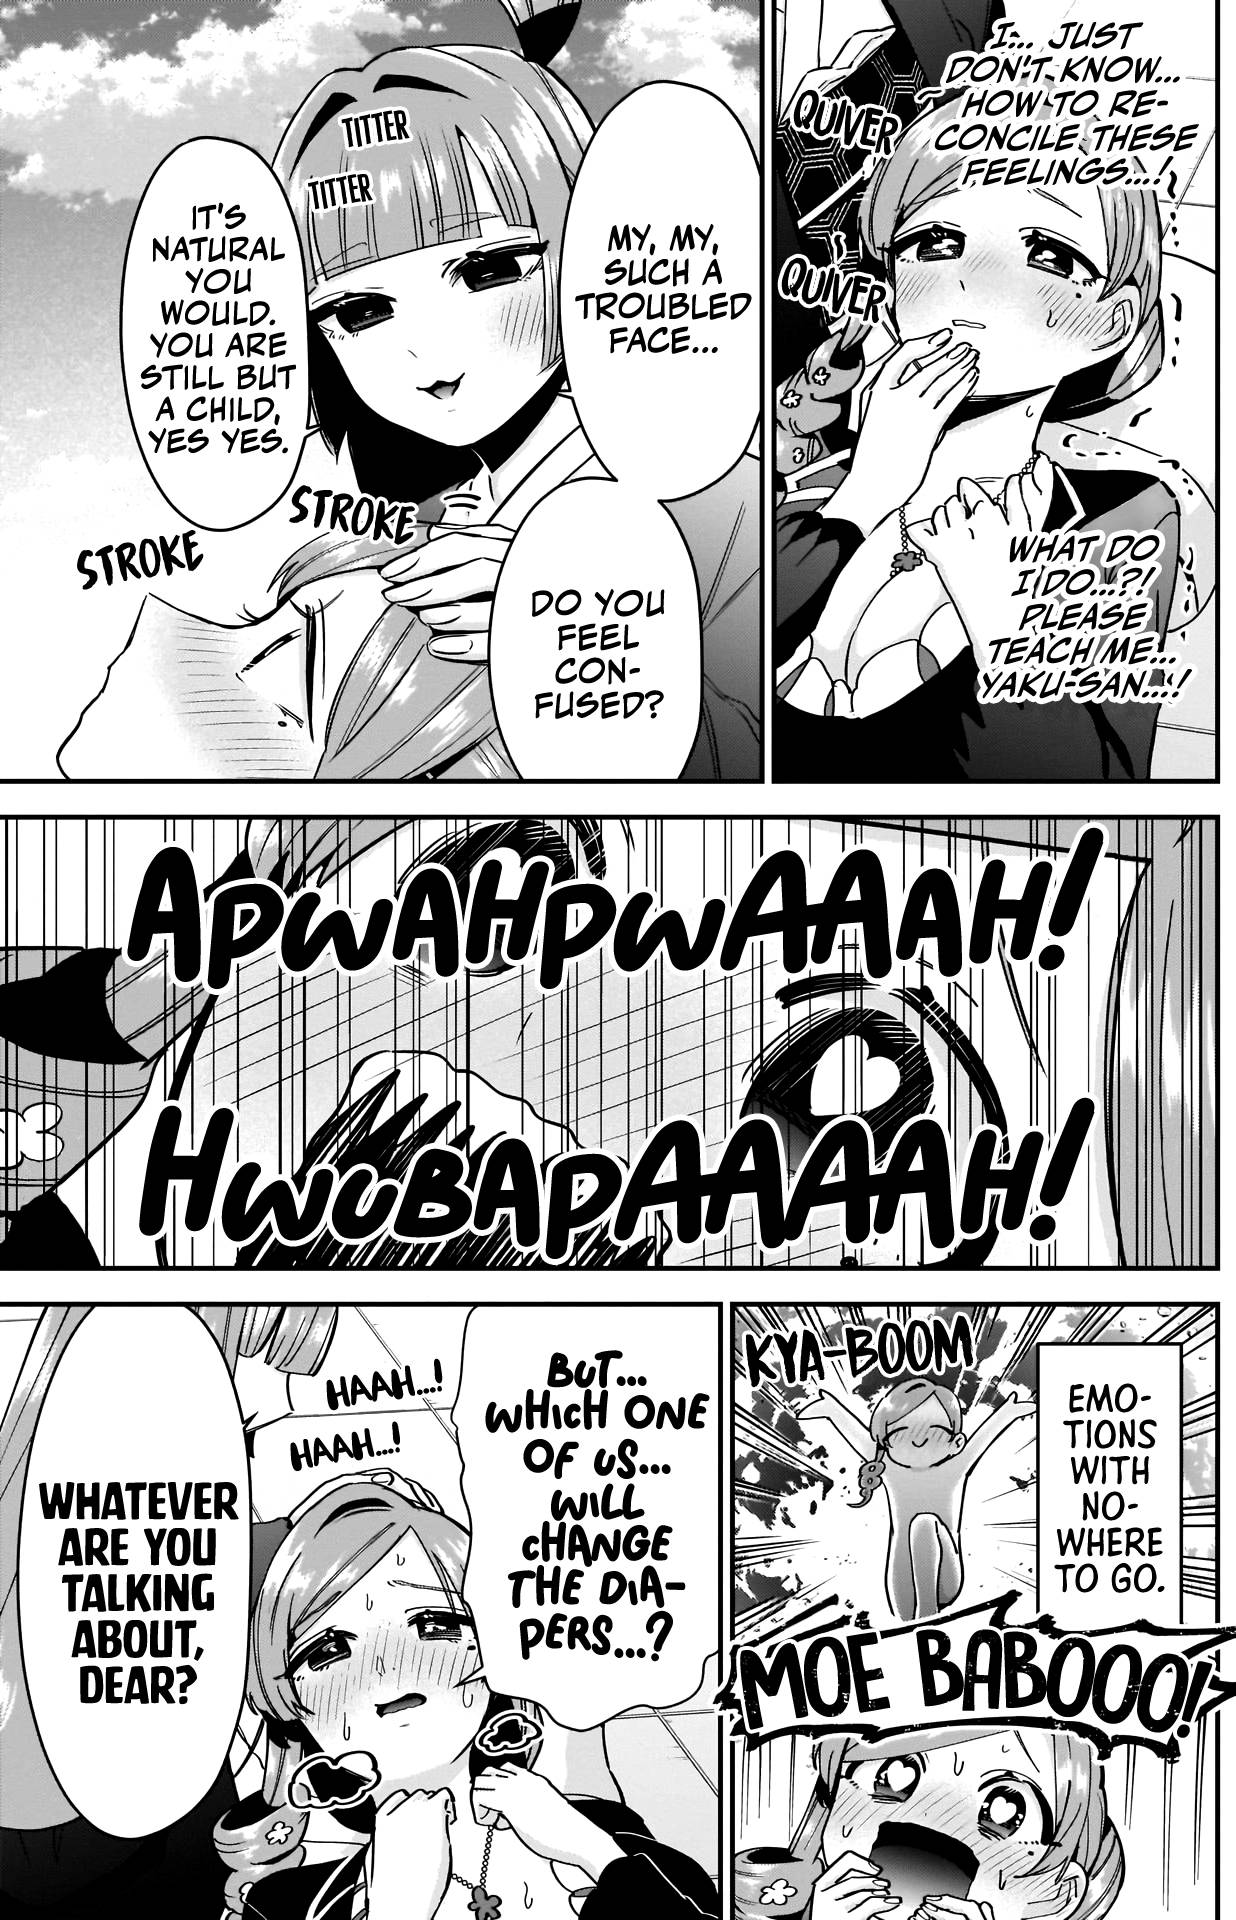 I... JUST
DON'T KNOW...
HOW TO RE-
CONCILE THESE
FEELINGS...!
QUIVER
QUIVER
WHAT DO
I DO...?!
PLEASE
TEACH ME...
YAKU-SAN...!
MY, MY,
SUCH A
TROUBLED
FACE...
DO YOU
FEEL
CON-
FUSED?
TITTER
TITTER
IT'S
NATURAL
YOU
WOULD.
YOU ARE
STILL BUT
A CHILD,
YES YES.
STROKE
STROKE
APWAHPWAAAH!
HWUBAPAAAAAH!
EMO-
TIONS
WITH
NO-
WHERE
TO GO.
KYA-BOOM
MOE BABOOO!
BUT...
WHICH ONE
OF US...
WILL
CHANGE
THE DIA-
PERS...?
HAAH...!
HAAH...!
WHATEVER
ARE YOU
TALKING
ABOUT,
DEAR?